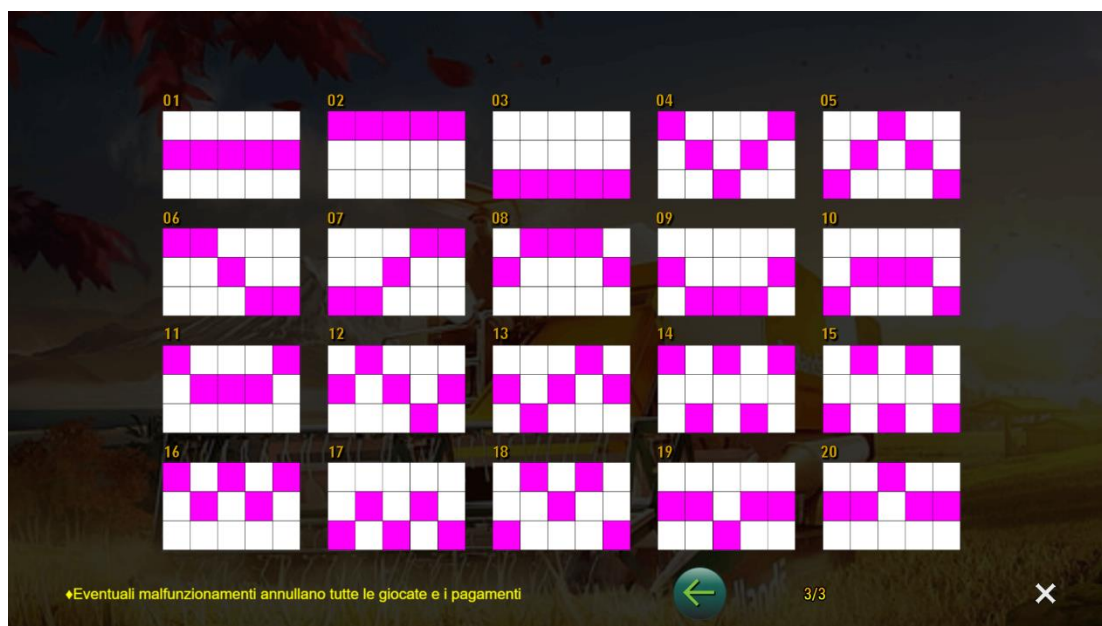 01 02 03 04 05
06 07 08 09 10
11 12 13 14 15
16 17 18 19 20
♦Eventuali malfunzionamenti annullano tutte le giocate e i pagamenti
3/3